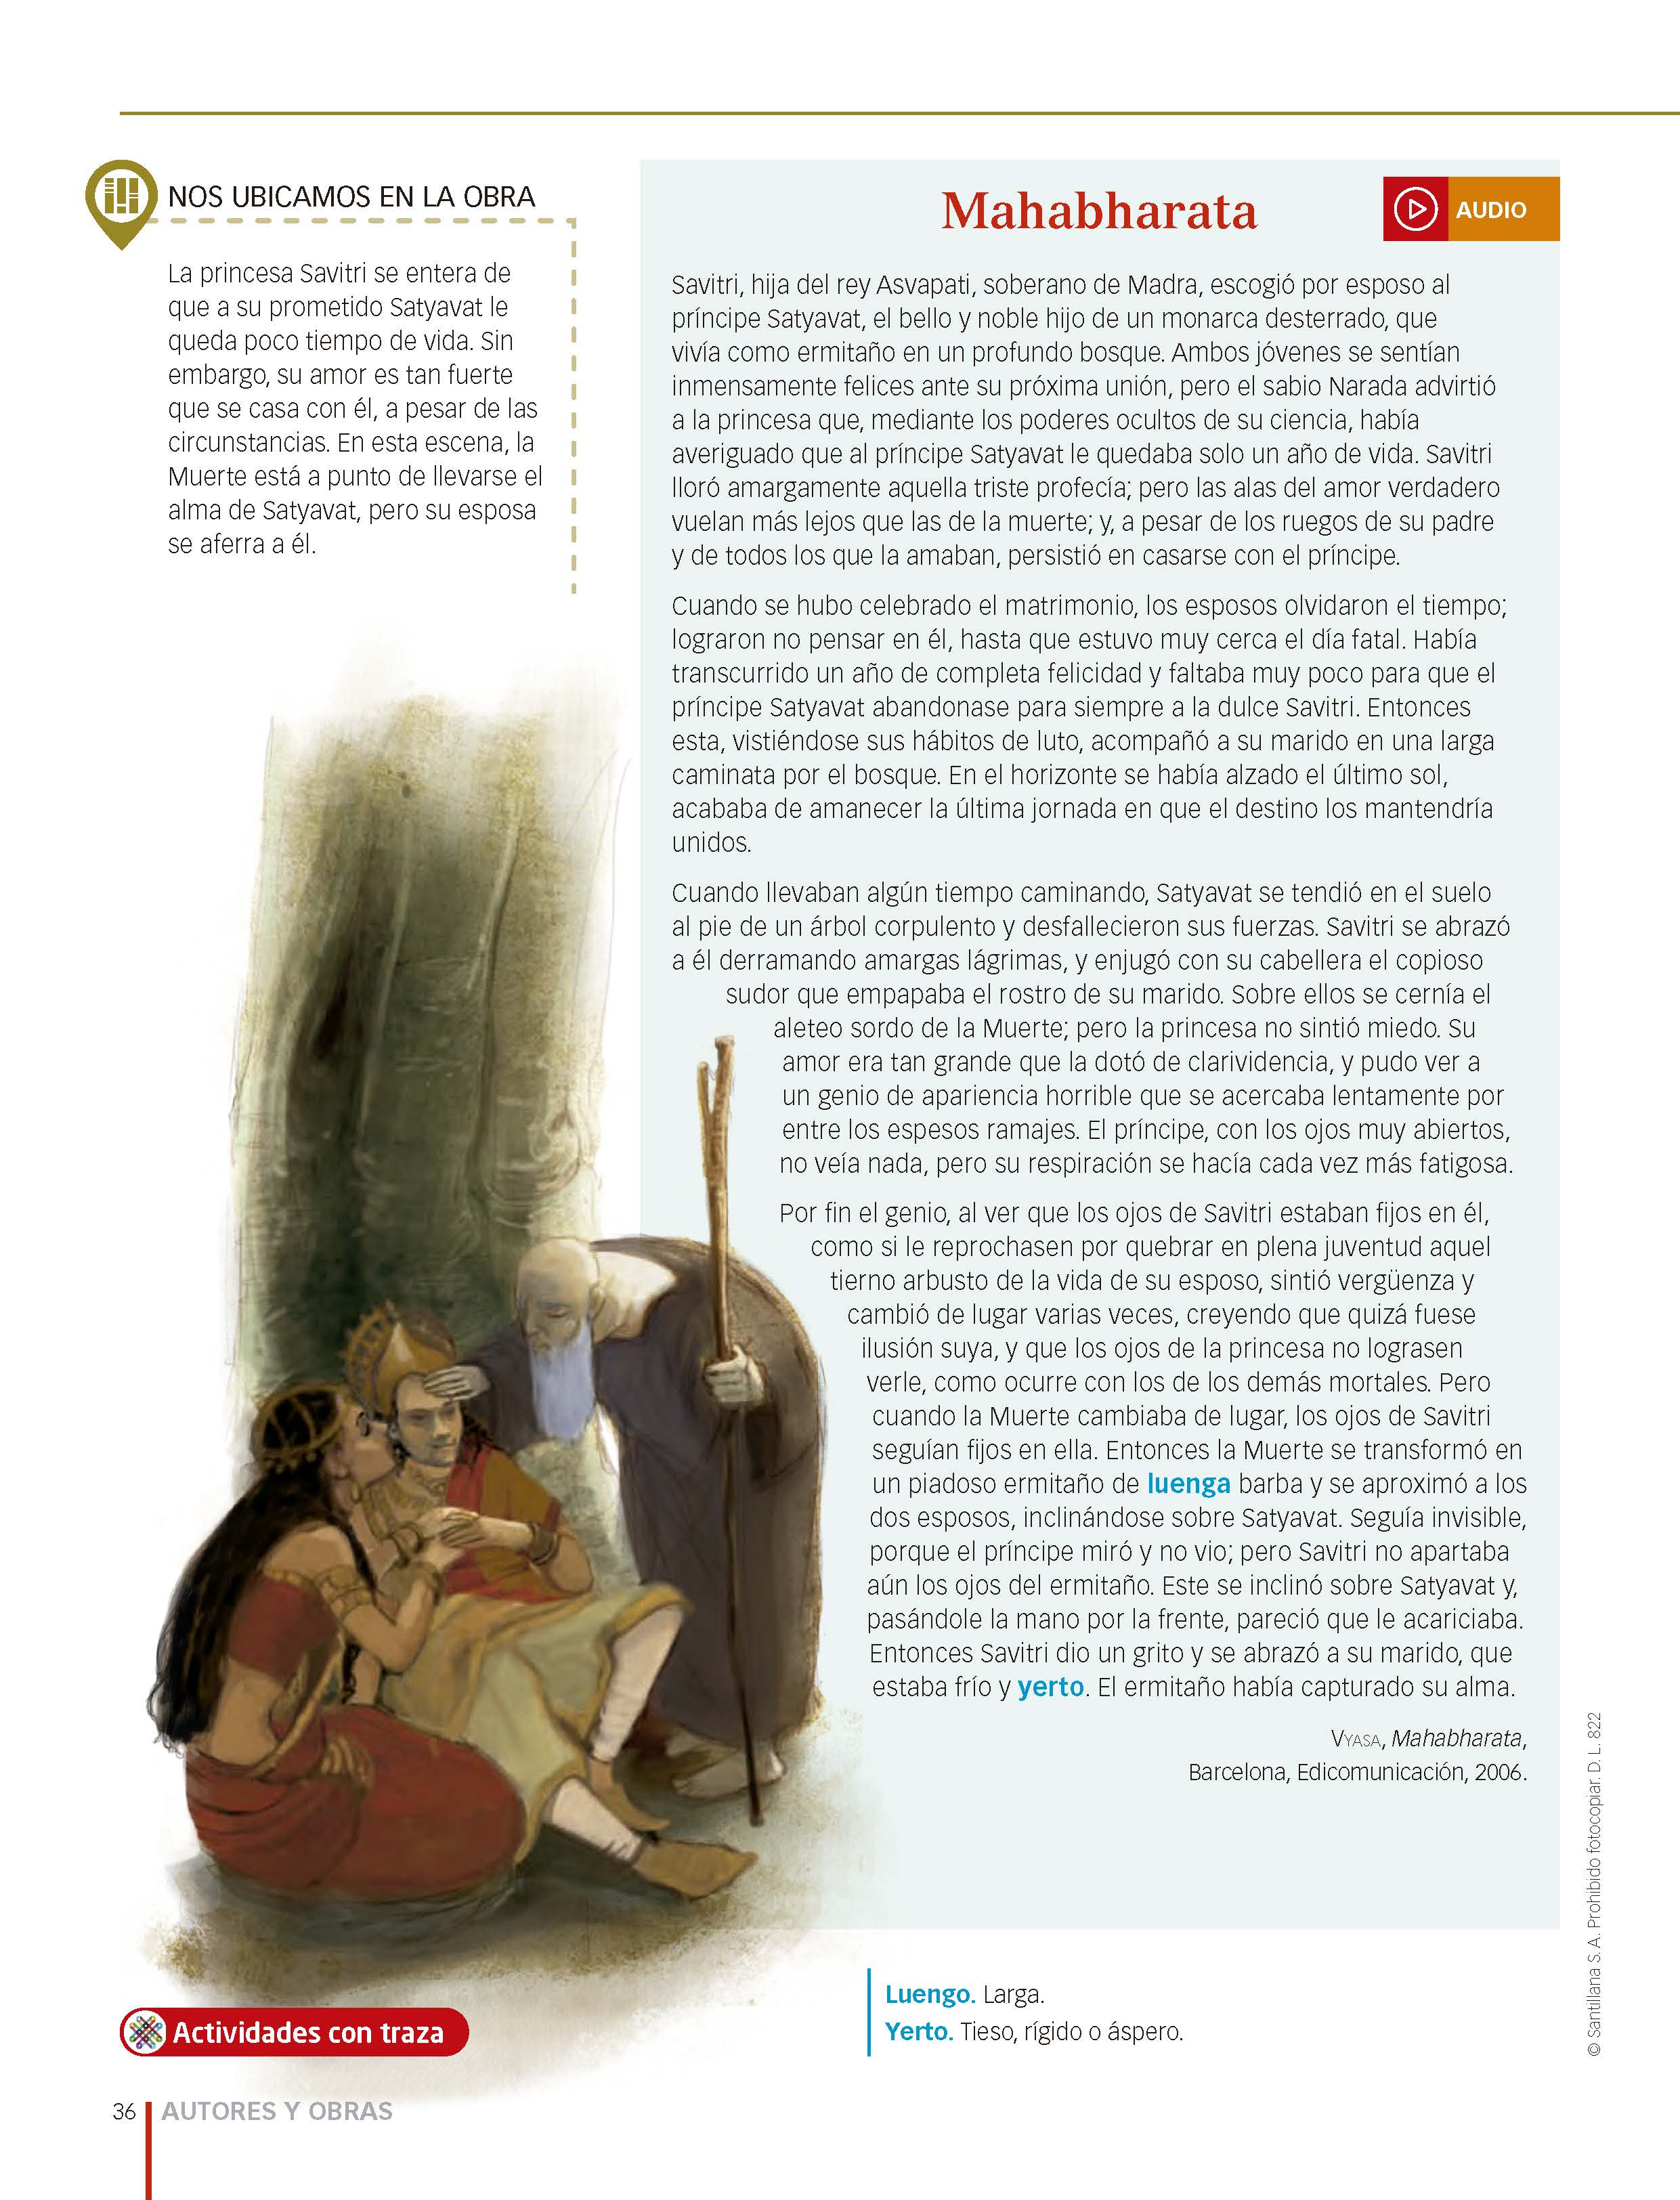 NOS UBICAMOS EN LA OBRA
La princesa Savitri se entera de
que a su prometido Satyavat le
queda poco tiempo de vida. Sin
embargo, su amor es tan fuerte
que se casa con él, a pesar de las
circunstancias. En esta escena, la
Muerte está a punto de llevarse el
alma de Satyavat, pero su esposa
se aferra a él.
Mahabharata
AUDIO
Savitri, hija del rey Asvapati, soberano de Madra, escogió por esposo al
príncipe Satyavat, el bello y noble hijo de un monarca desterrado, que
vivía como ermitaño en un profundo bosque. Ambos jóvenes se sentían
inmensamente felices ante su próxima unión, pero el sabio Narada advirtió
a la princesa que, mediante los poderes ocultos de su ciencia, había
averiguado que al príncipe Satyavat le quedaba solo un año de vida. Savitri
lloró amargamente aquella triste profecía; pero las alas del amor verdadero
vuelan más lejos que las de la muerte; y, a pesar de los ruegos de su padre
y de todos los que la amaban, persistió en casarse con el príncipe.
Cuando se hubo celebrado el matrimonio, los esposos olvidaron el tiempo;
lograron no pensar en él, hasta que estuvo muy cerca el día fatal. Había
transcurrido un año de completa felicidad y faltaba muy poco para que el
príncipe Satyavat abandonase para siempre a la dulce Savitri. Entonces
esta, vistiéndose sus hábitos de luto, acompañó a su marido en una larga
caminata por el bosque. En el horizonte se había alzado el último sol,
acababa de amanecer la última jornada en que el destino los mantendría
unidos.
Cuando llevaban algún tiempo caminando, Satyavat se tendió en el suelo
al pie de un árbol corpulento y desfallecieron sus fuerzas. Savitri se abrazó
a él derramando amargas lágrimas, y enjugó con su cabellera el copioso
sudor que empapaba el rostro de su marido. Sobre ellos se cernía el
aleteo sordo de la Muerte; pero la princesa no sintió miedo. Su
amor era tan grande que la dotó de clarividencia, y pudo ver a
un genio de apariencia horrible que se acercaba lentamente por
entre los espesos ramajes. El príncipe, con los ojos muy abiertos,
no veía nada, pero su respiración se hacía cada vez más fatigosa.
Por fin el genio, al ver que los ojos de Savitri estaban fijos en él,
como si le reprochasen por quebrar en plena juventud aquel
tierno arbusto de la vida de su esposo, sintió vergüenza y
cambió de lugar varias veces, creyendo que quizá fuese
ilusión suya, y que los ojos de la princesa no lograsen
verle, como ocurre con los de los demás mortales. Pero
cuando la Muerte cambiaba de lugar, los ojos de Savitri
seguían fijos en ella. Entonces la Muerte se transformó en
un piadoso ermitaño de luenga barba y se aproximó a los
dos esposos, inclinándose sobre Satyavat. Seguía invisible,
porque el príncipe miró y no vio; pero Savitri no apartaba
aún los ojos del ermitaño. Este se inclinó sobre Satyavat y,
pasándole la mano por la frente, pareció que le acariciaba.
Entonces Savitri dio un grito y se abrazó a su marido, que
estaba frío y yerto. El ermitaño había capturado su alma.
VYASA, Mahabharata,
Barcelona, Edicomunicación, 2006.
Luengo. Larga.
Yerto. Tieso, rígido o áspero.
Actividades con traza
36 AUTORES Y OBRAS
© Santillana S. A. Prohibido fotocopiar. D. L. 822